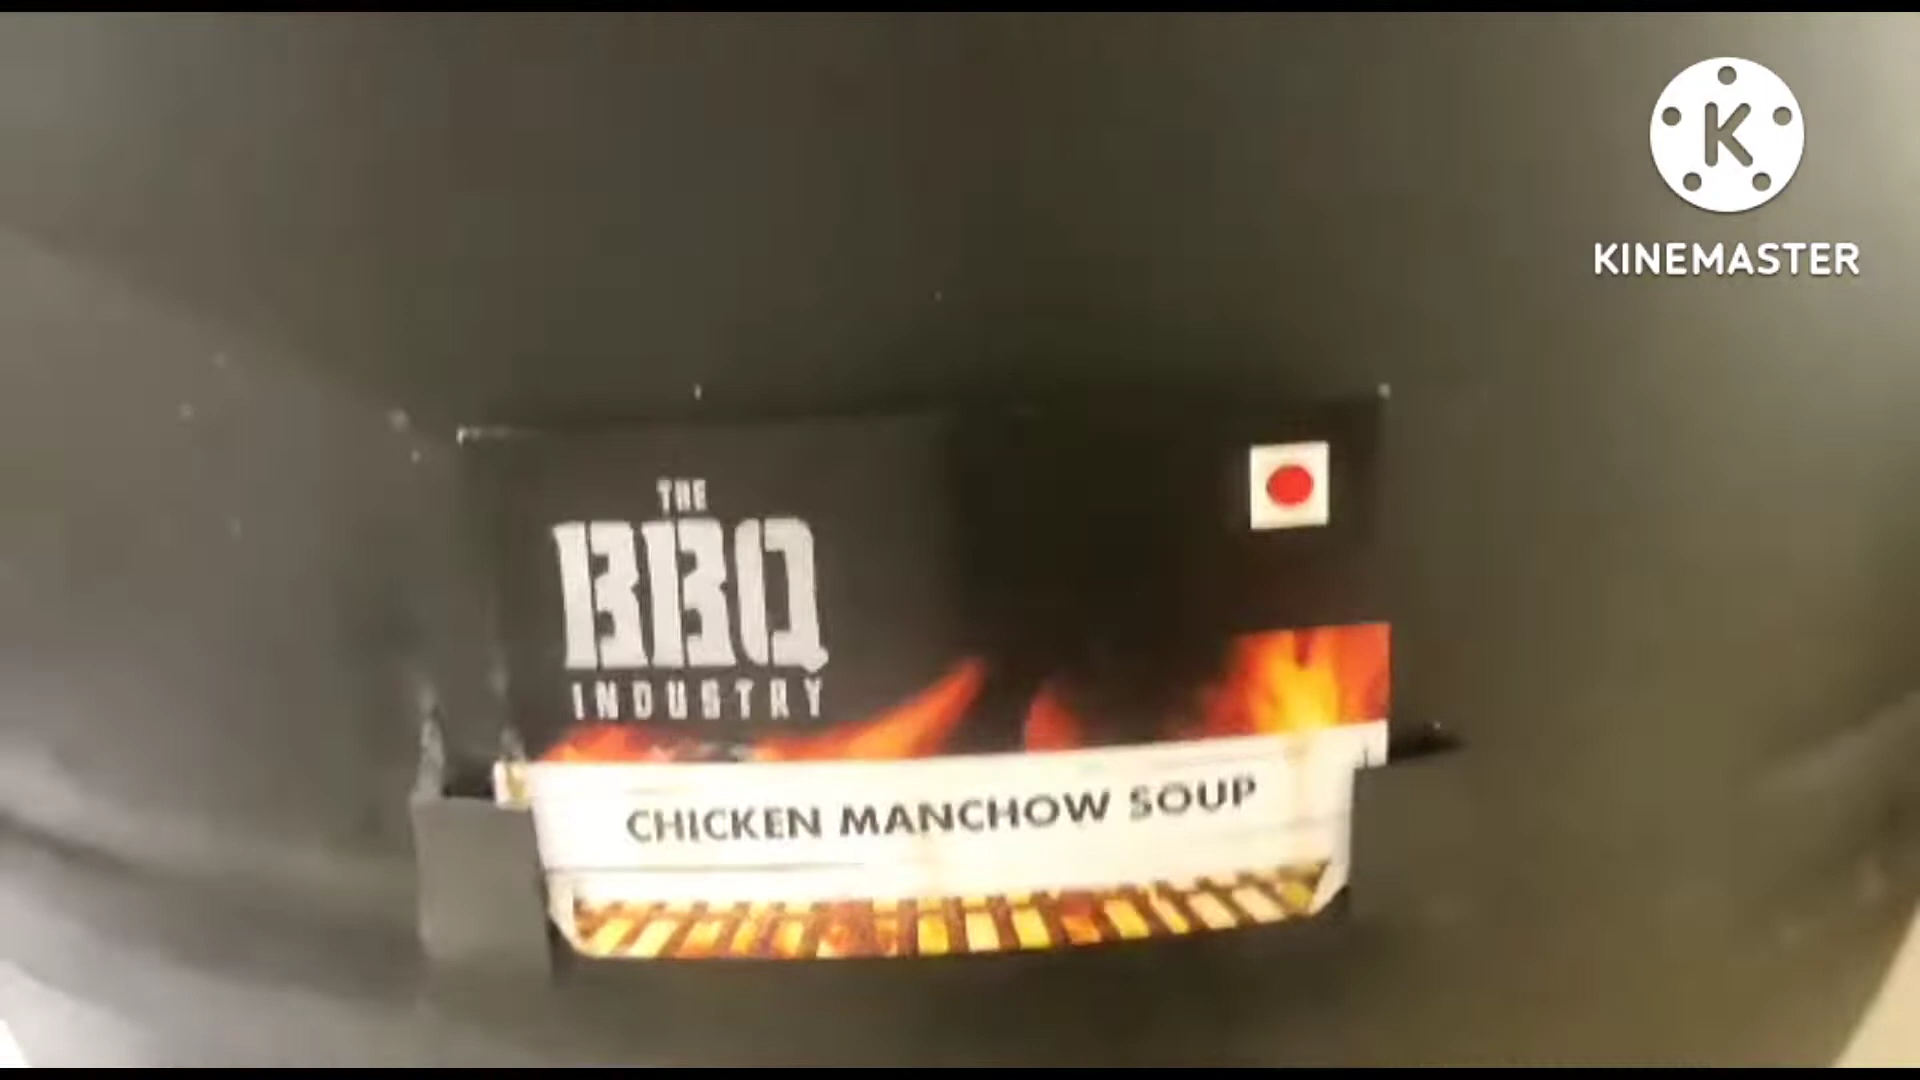 K
KINEMASTER
THE
BBQ
INDUSTRY
CHICKEN MANCHOW SOUP